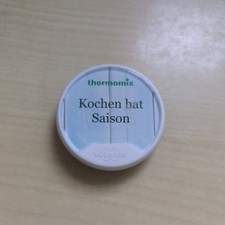 thermomix
Kochen hat
Saison